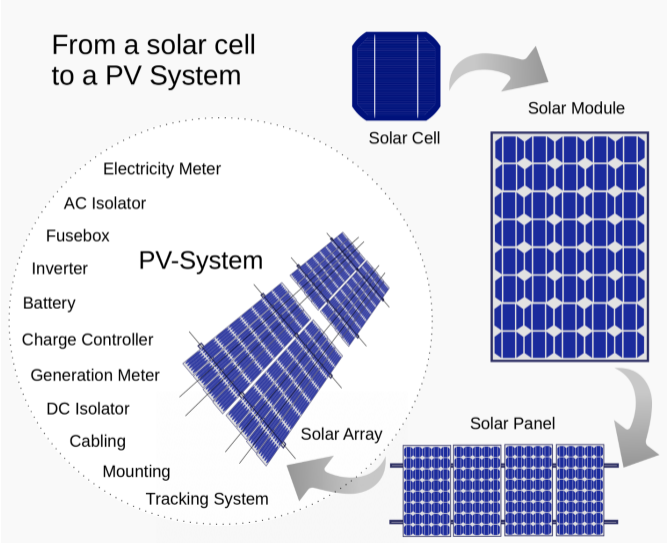 From a solar cell
to a PV System
Solar Cell
Solar Module
Electricity Meter
AC Isolator
Fusebox
PV-System
Inverter
Battery
Charge Controller
Generation Meter
DC Isolator
Solar Panel
Solar Array
Cabling
Mounting
Tracking System